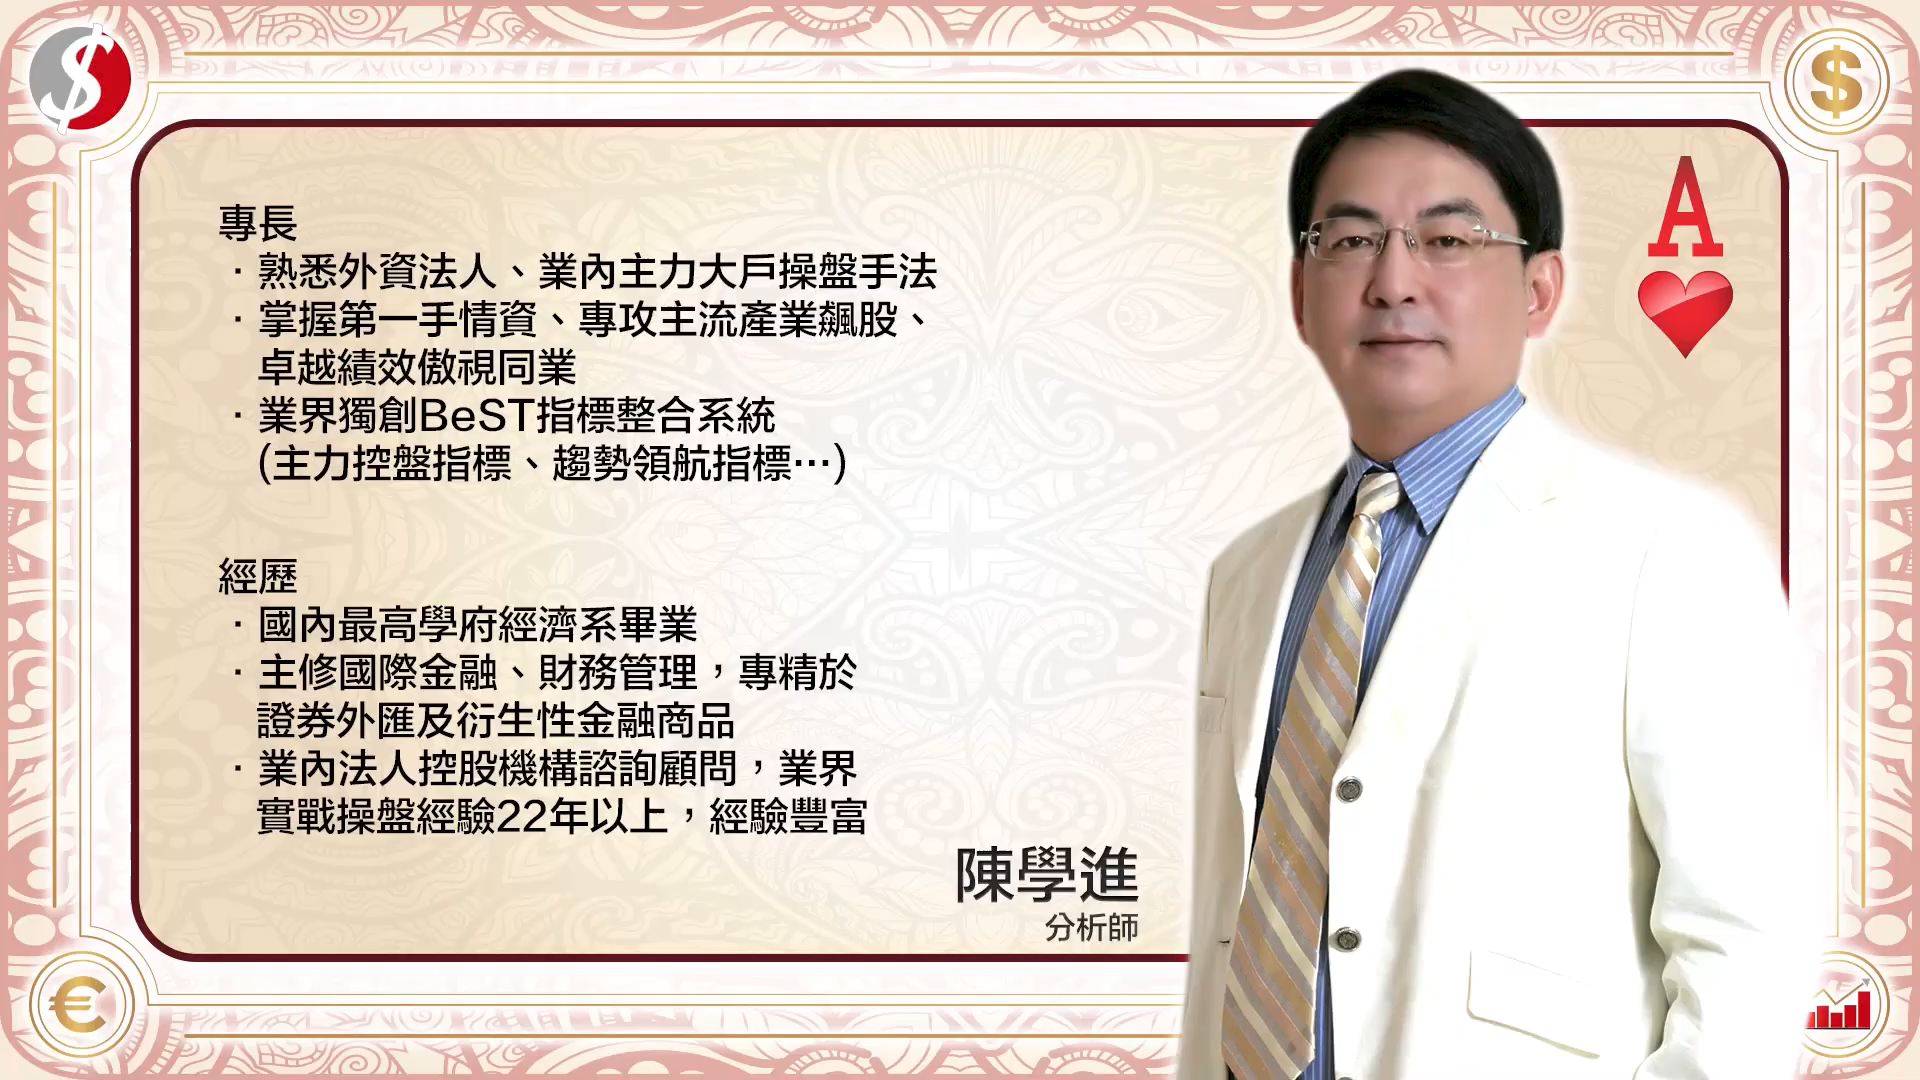 專長
·熟悉外資法人、業內主力大戶操盤手法
·掌握第一手情資、專攻主流產業飆股、
卓越績效傲視同業
·業界獨創BeST指標整合系統
(主力控盤指標、趨勢領航指標…)
經歷
·國內最高學府經濟系畢業
·主修國際金融、財務管理，專精於
證券外匯及衍生性金融商品
·業內法人控股機構諮詢顧問，業界
實戰操盤經驗22年以上，經驗豐富
陳學進
分析師
A
$
$
€